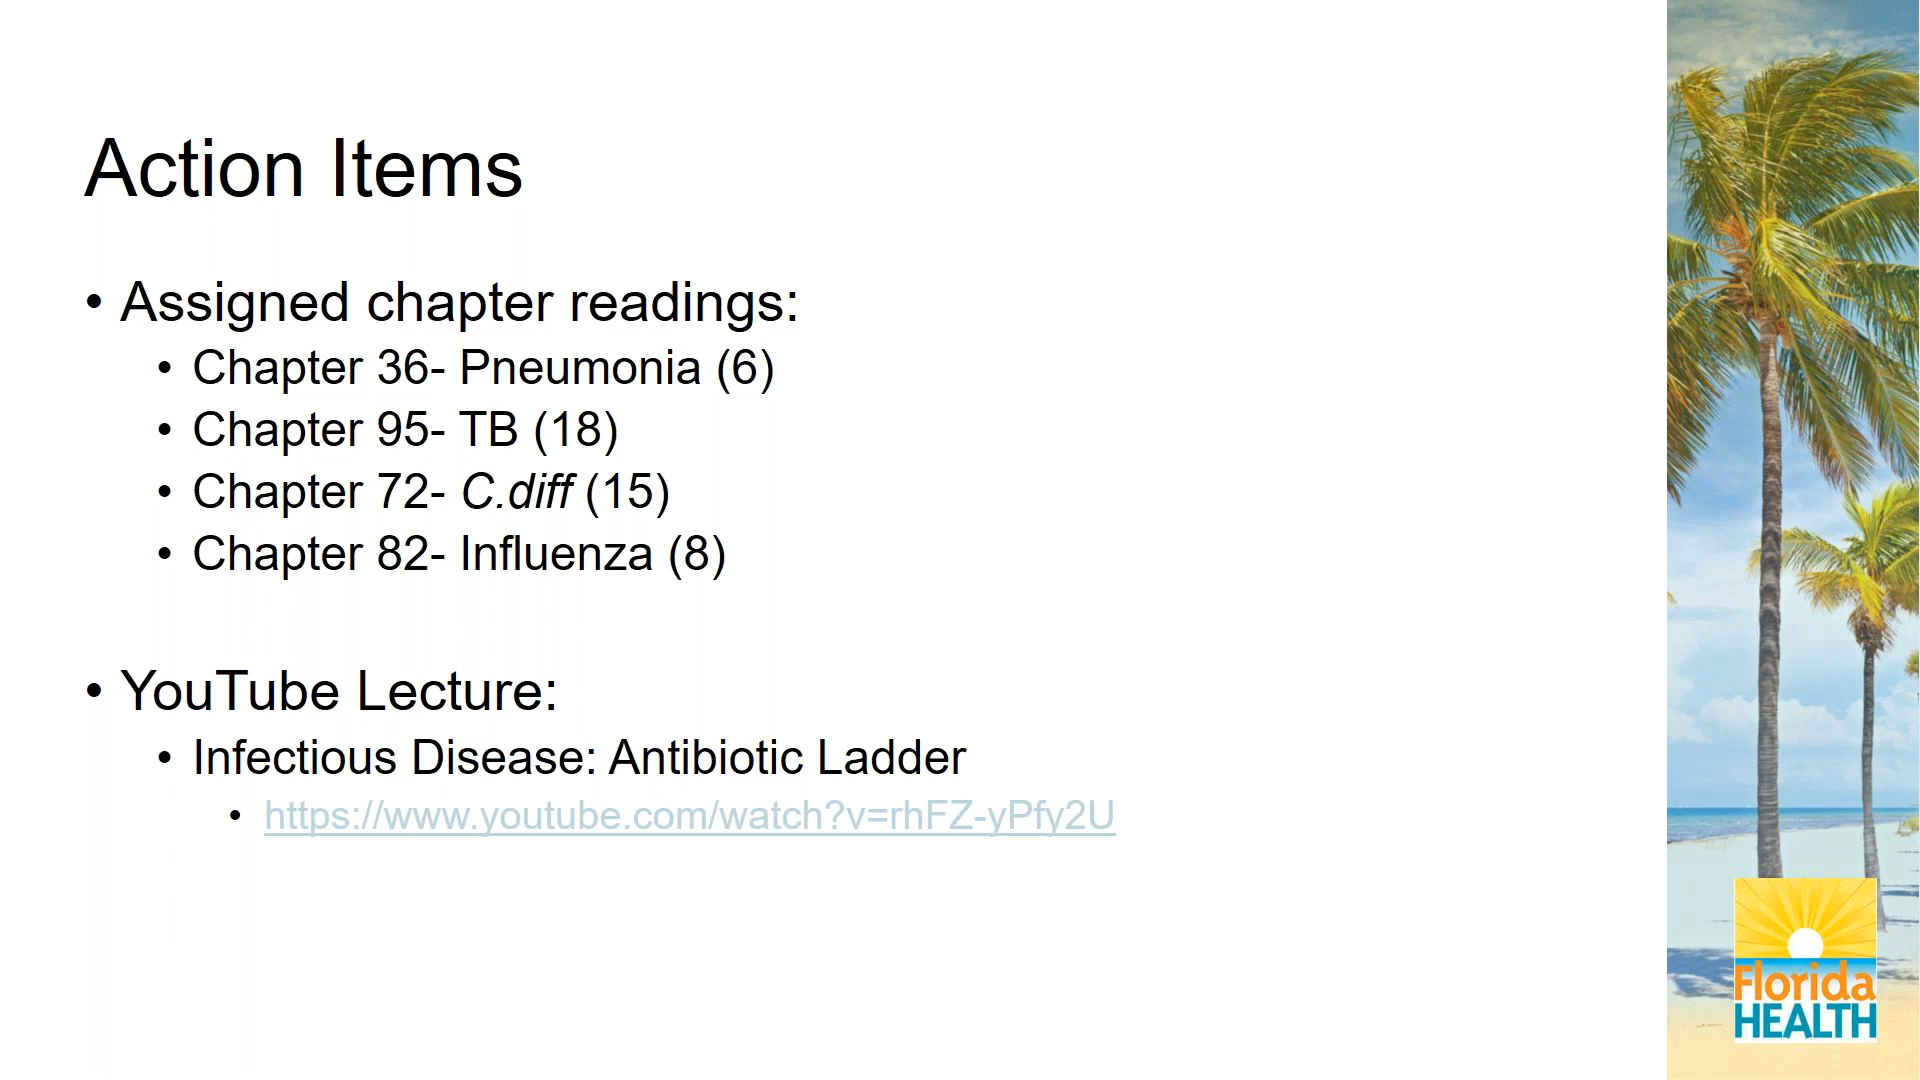 Action Items
• Assigned chapter readings:
• Chapter 36- Pneumonia (6)
• Chapter 95- TB (18)
• Chapter 72- C.diff (15)
• Chapter 82- Influenza (8)
• YouTube Lecture:
• Infectious Disease: Antibiotic Ladder
• https://www.youtube.com/watch?v=rhFZ-yPfy2U
Florida
HEALTH